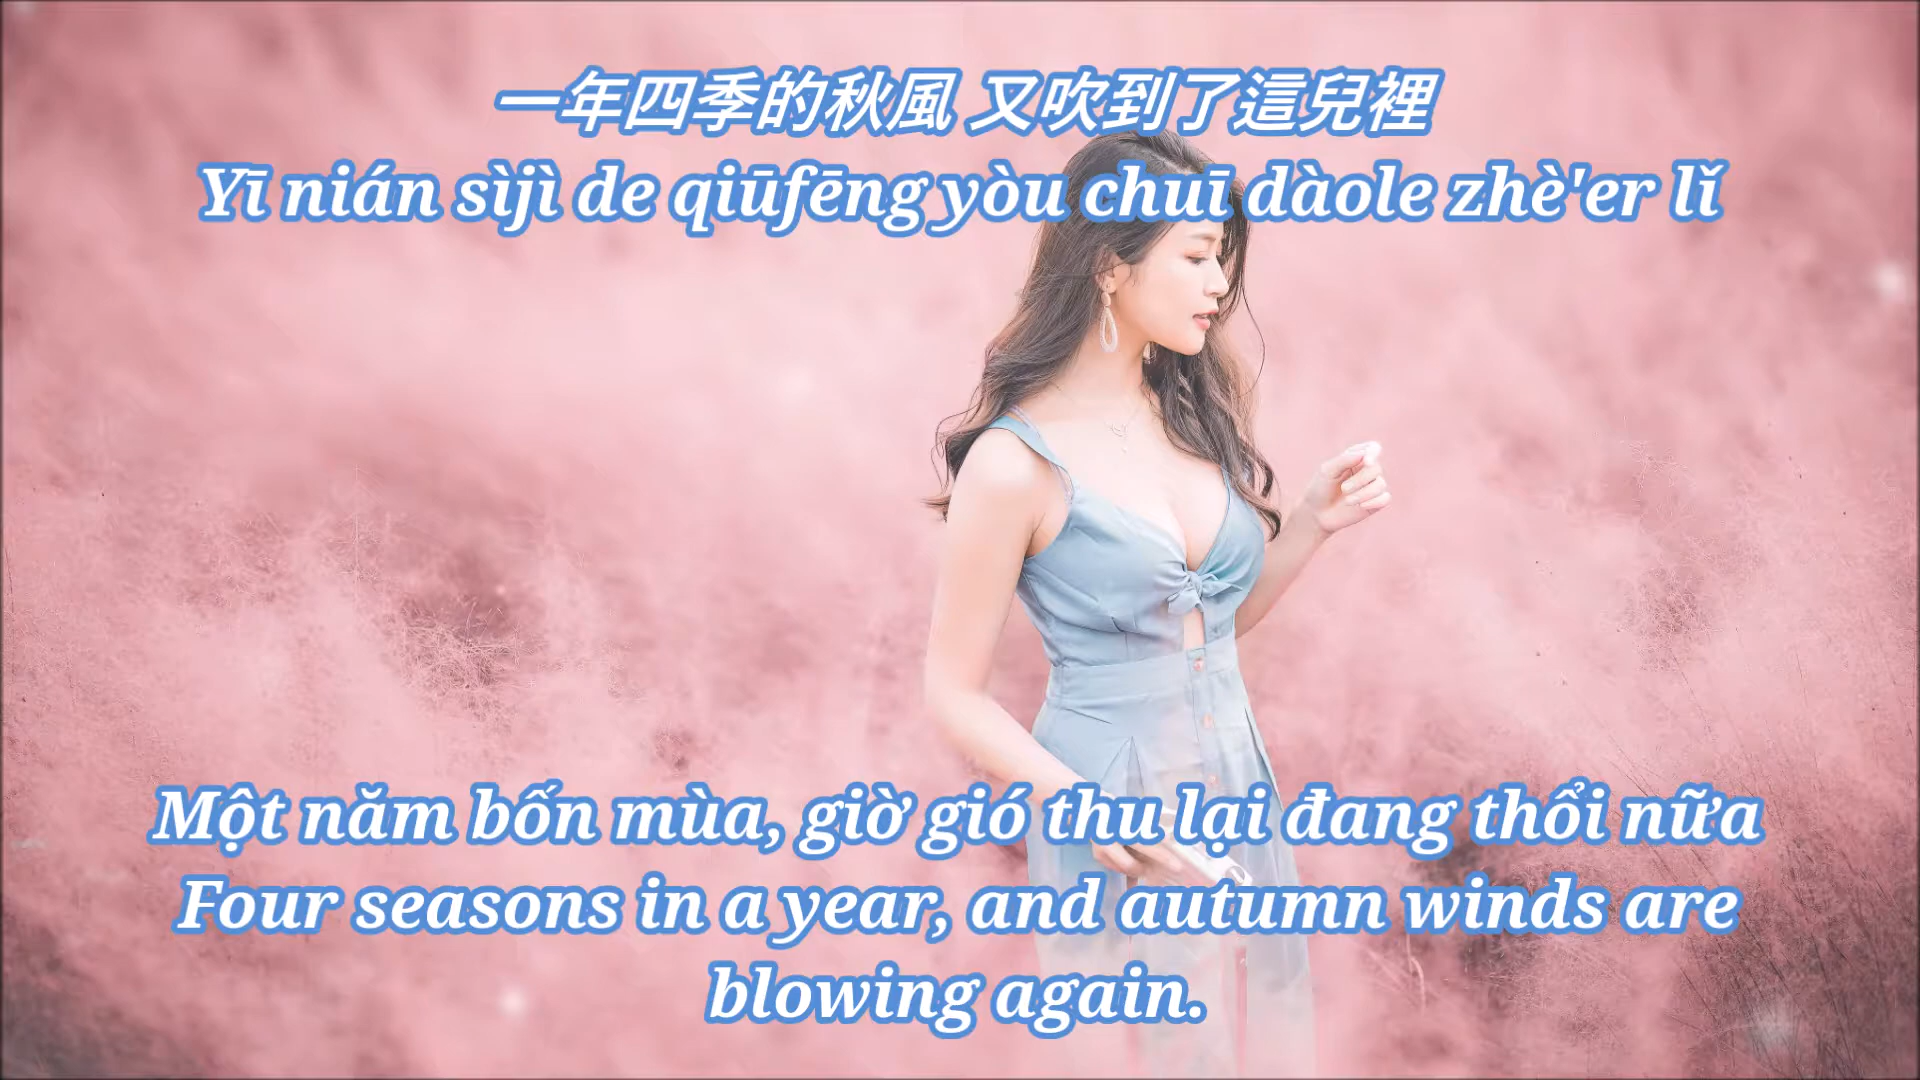 一年四季的秋風 又吹到了這兒裡
Yī nián sìjì de qiūfēng yòu chuī dàole zhè'er lǐ
Một năm bốn mùa, giờ gió thu lại đang thổi nữa
Four seasons in a year, and autumn winds are
blowing again.